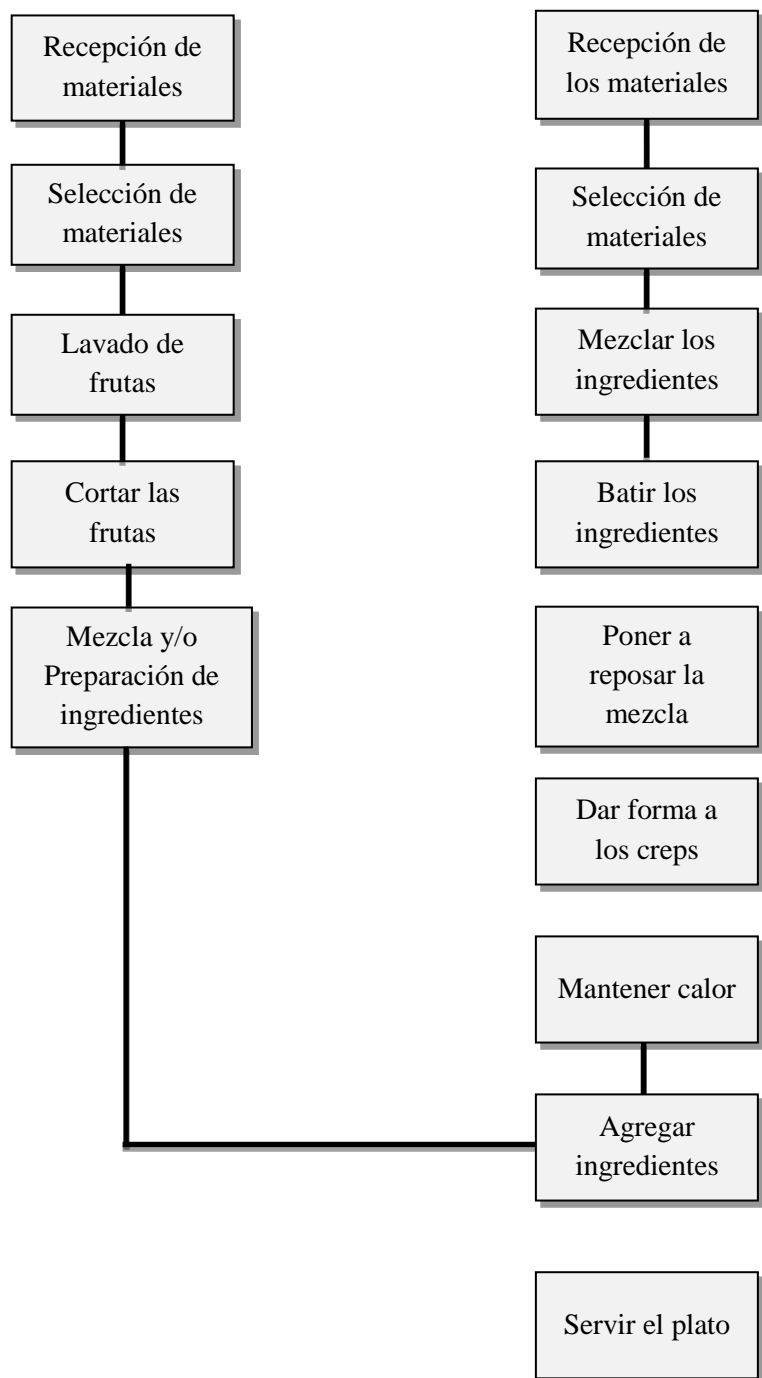 Recepción de
materiales
Selección de
materiales
Lavado de
frutas
Cortar las
frutas
Mezcla y/o
Preparación de
ingredientes
Recepción de
los materiales
Selección de
materiales
Mezclar los
ingredientes
Batir los
ingredientes
Poner a
reposar la
mezcla
Dar forma a
los creps
Mantener calor
Agregar
ingredientes
Servir el plato